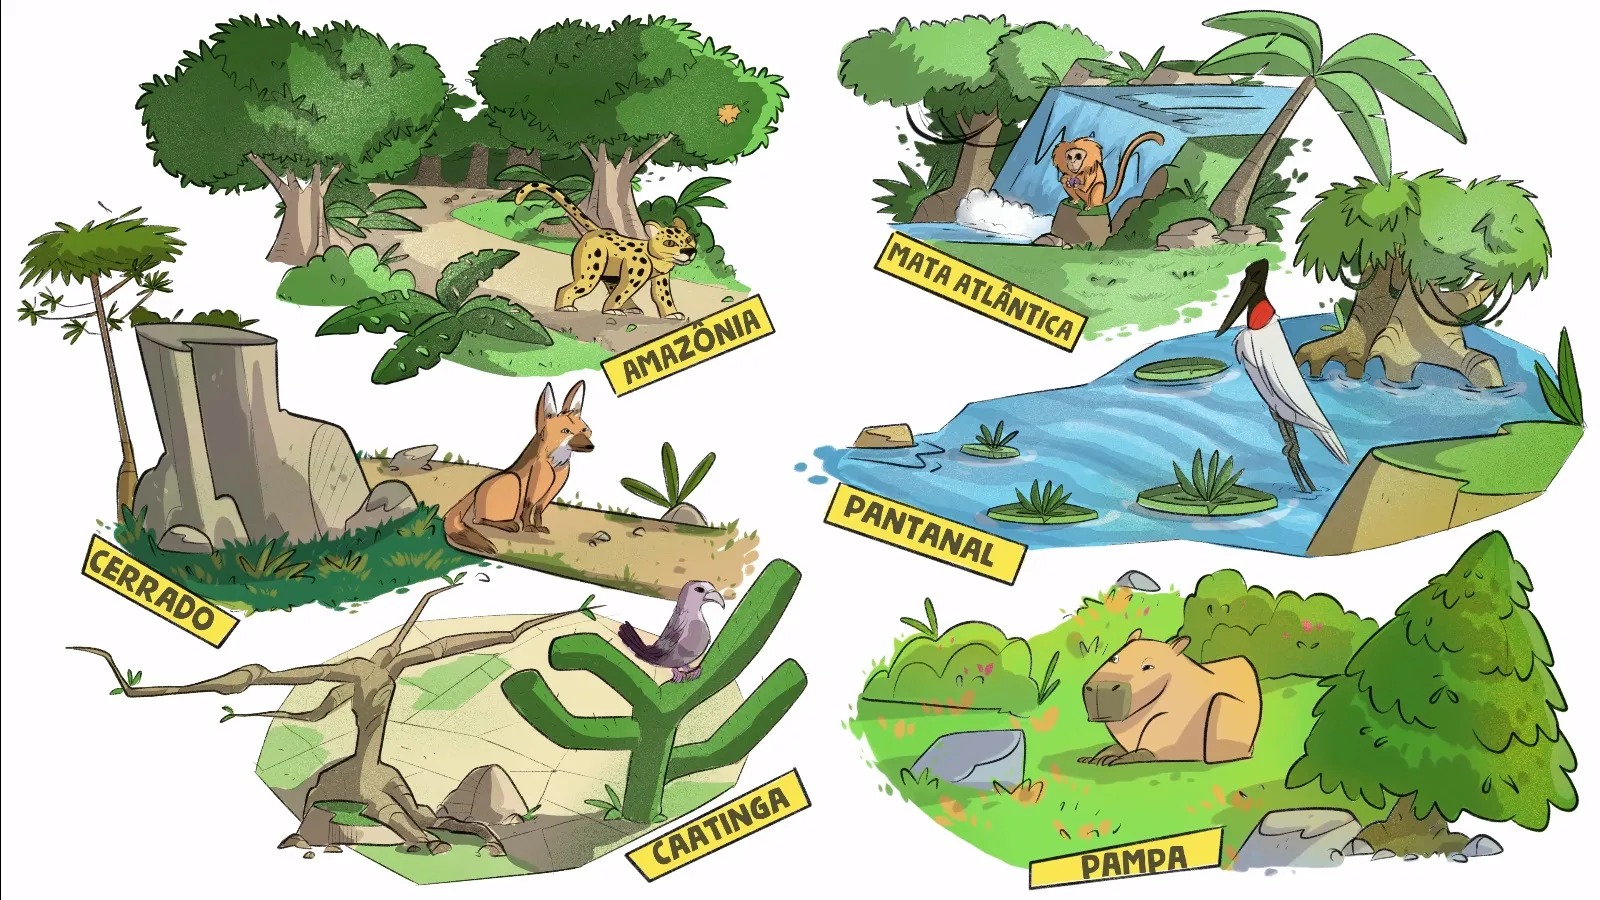 AMAZÔNIA
MATA ATLÂNTICA
CERRADO
PANTANAL
CAATINGA
PAMPA